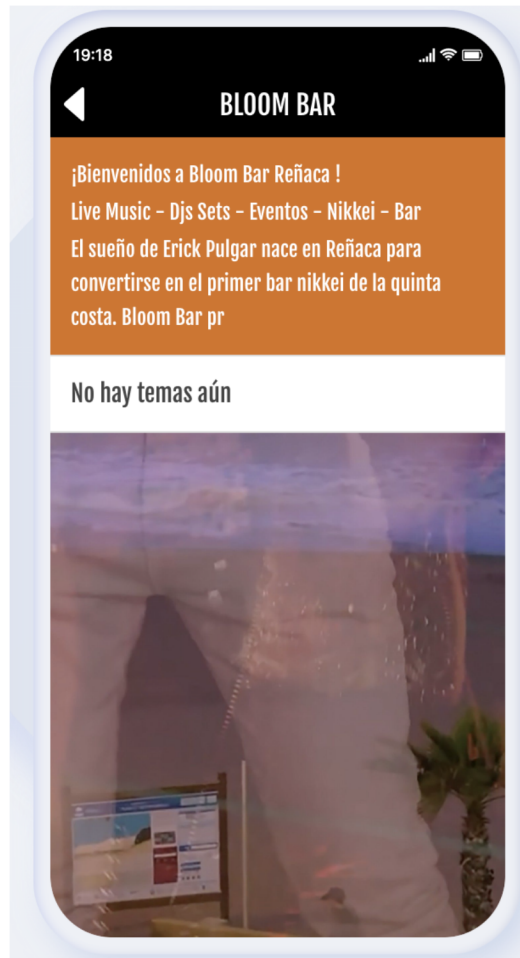 19:18
BLOOM BAR
¡Bienvenidos a Bloom Bar Reñaca !
Live Music - Djs Sets - Eventos - Nikkei - Bar
El sueño de Erick Pulgar nace en Reñaca para
convertirse en el primer bar nikkei de la quinta
costa. Bloom Bar pr
No hay temas aún